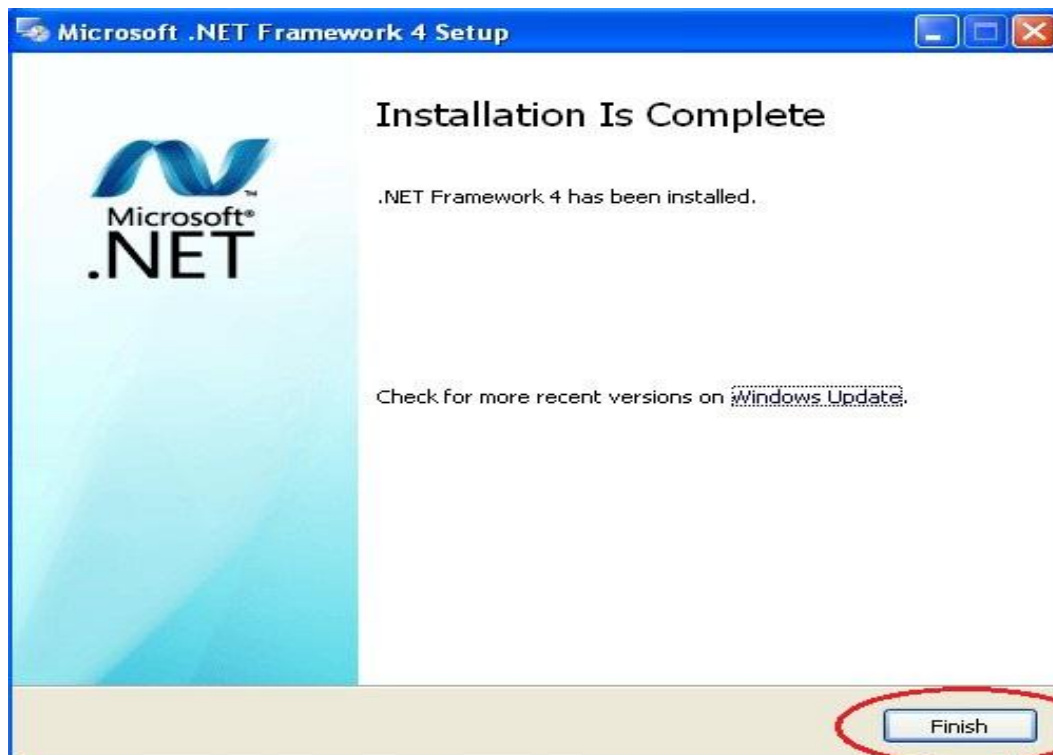 Microsoft .NET Framework 4 Setup
Installation Is Complete
.NET Framework 4 has been installed.
Microsoft®
.NET™
Check for more recent versions on Windows Update.
Finish